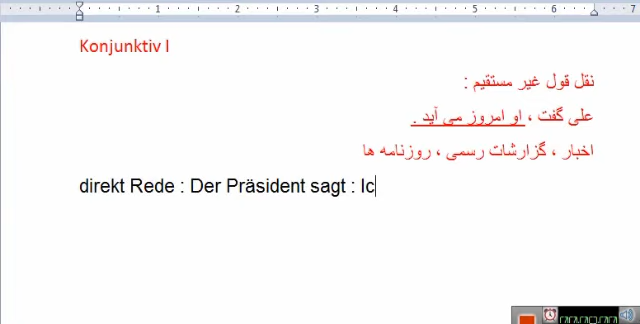 Konjunktiv I
نقل قول غیر مستقیم :
علی گفت ، او امروز می آید .
اخبار ، گزارشات رسمی ، روزنامه ها
direkt Rede : Der Präsident sagt : Ic